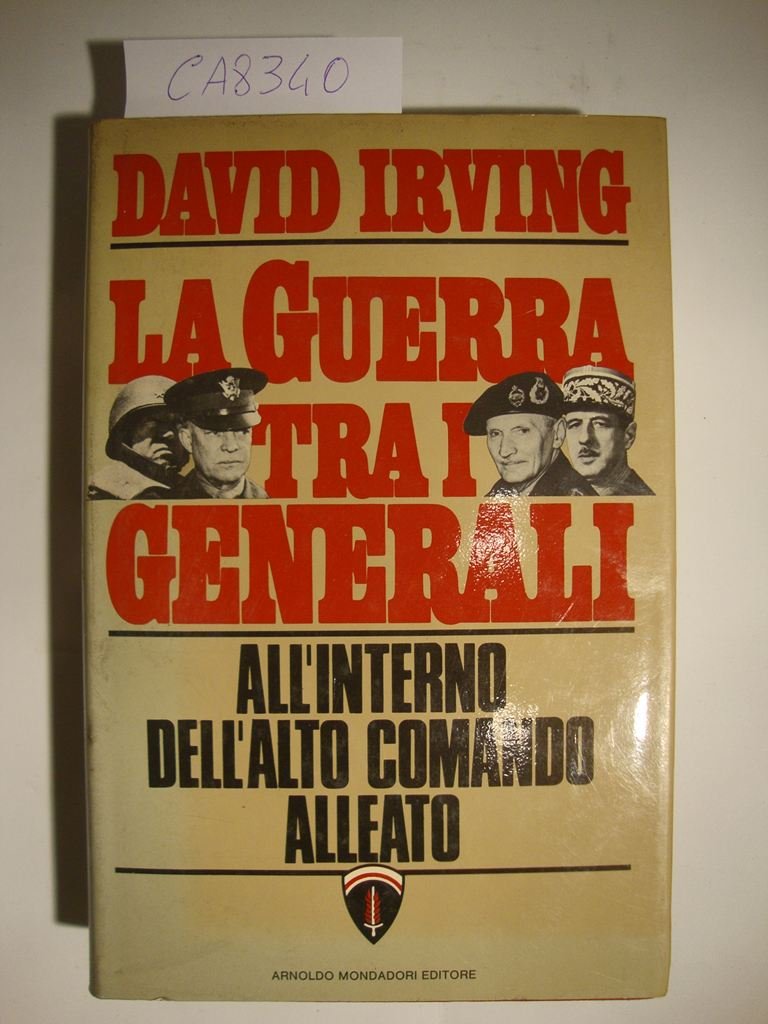 CA8340
DAVID IRVING
LA GUERRA
TRA I
GENERALI
ALL'INTERNO
DELL'ALTO COMANDO
ALLEATO
ARNOLDO MONDADORI EDITORE